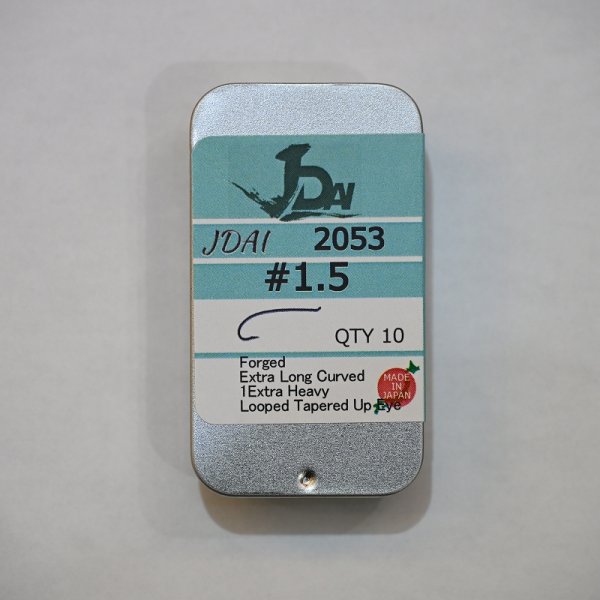 JDAI
JDAI 2053
#1.5
QTY 10
Forged
Extra Long Curved
1Extra Heavy
Looped Tapered Up Eye
MADE
IN
JAPAN